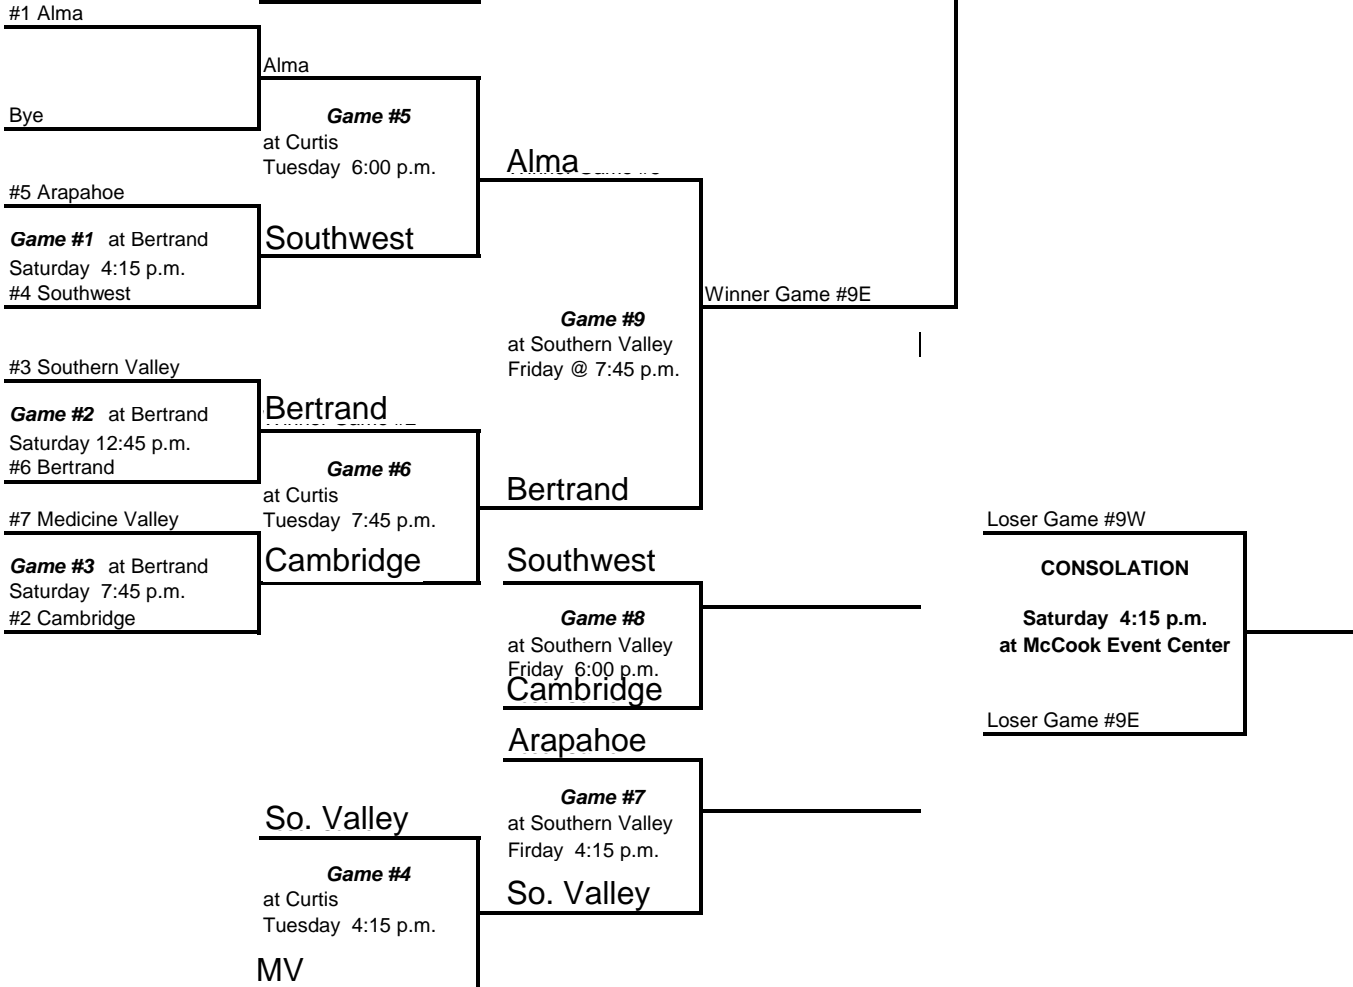 #1 Alma
Alma
Bye
Game #5
at Curtis
Tuesday 6:00 p.m.
Alma
#5 Arapahoe
Game #1 at Bertrand
Southwest
Saturday 4:15 p.m.
#4 Southwest
Winner Game #9E
Game #9
at Southern Valley
Friday @ 7:45 p.m.
#3 Southern Valley
Game #2 at Bertrand
Bertrand
Saturday 12:45 p.m.
#6 Bertrand
Game #6
at Curtis
Tuesday 7:45 p.m.
Bertrand
#7 Medicine Valley
Loser Game #9W
Game #3 at Bertrand
Cambridge
Southwest
CONSOLATION
Saturday 7:45 p.m.
#2 Cambridge
Game #8
at Southern Valley
Friday 6:00 p.m.
Cambridge
Saturday 4:15 p.m.
at McCook Event Center
Loser Game #9E
Arapahoe
Game #7
at Southern Valley
Firday 4:15 p.m.
So. Valley
So. Valley
Game #4
at Curtis
Tuesday 4:15 p.m.
MV